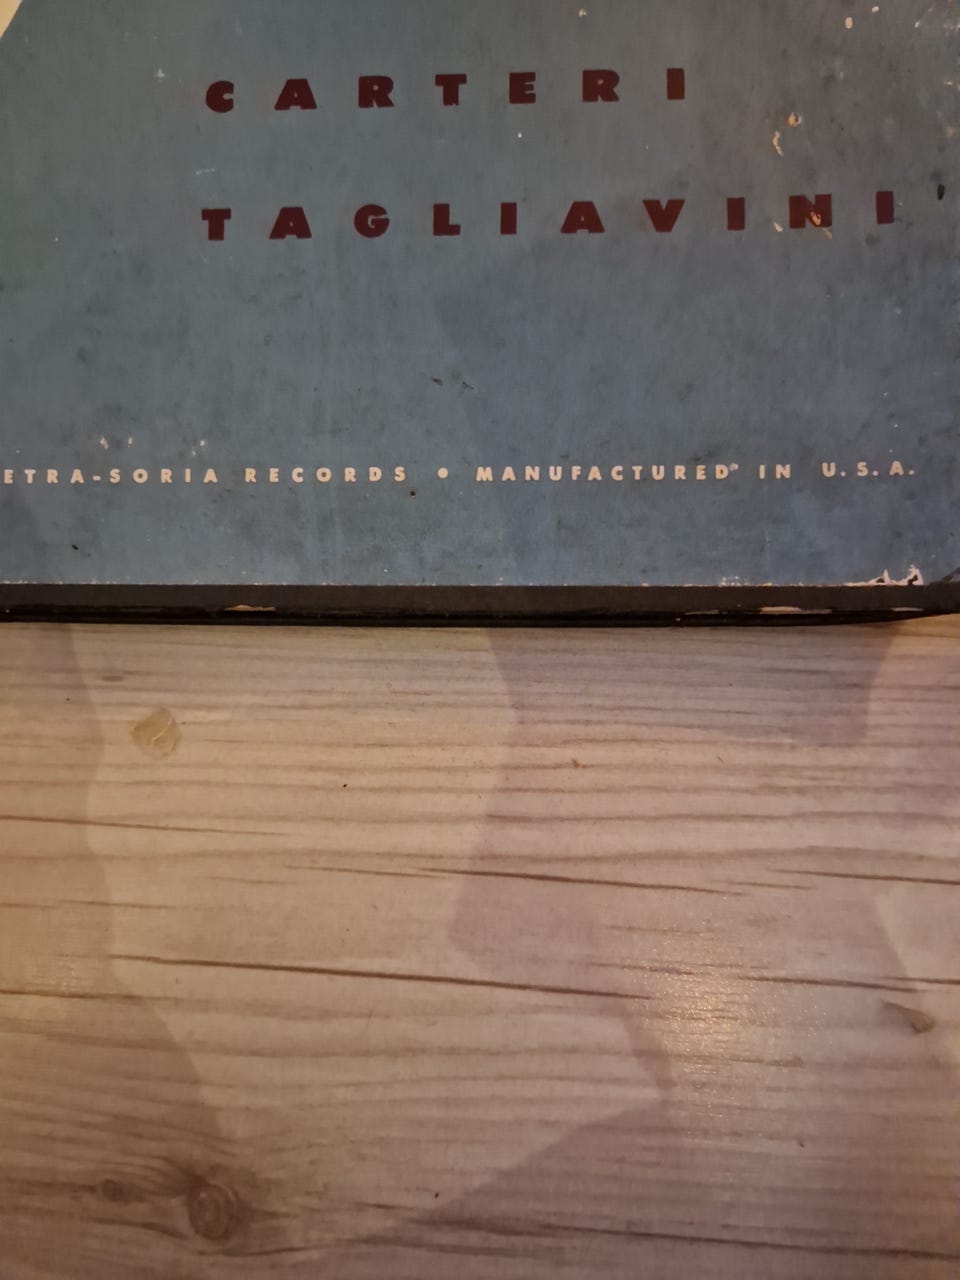 CARTERI
TAGLIAVINI
ETRA-SORIA RECORDS • MANUFACTURED IN U.S.A.